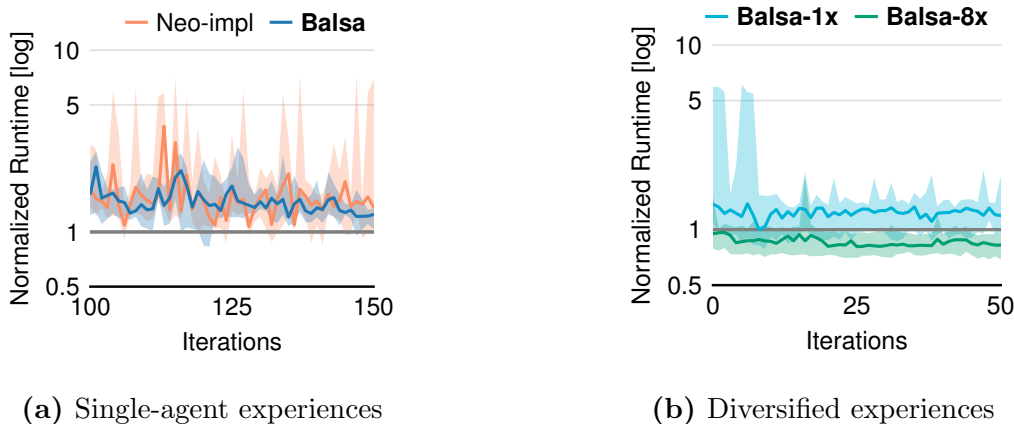 Neo-impl Balsa
Normalized Runtime [log]
10
5
1
0.5
100 125 150
Iterations
(a) Single-agent experiences
Balsa-1x Balsa-8x
Normalized Runtime [log]
10
5
1
0.5
0 25 50
Iterations
(b) Diversified experiences